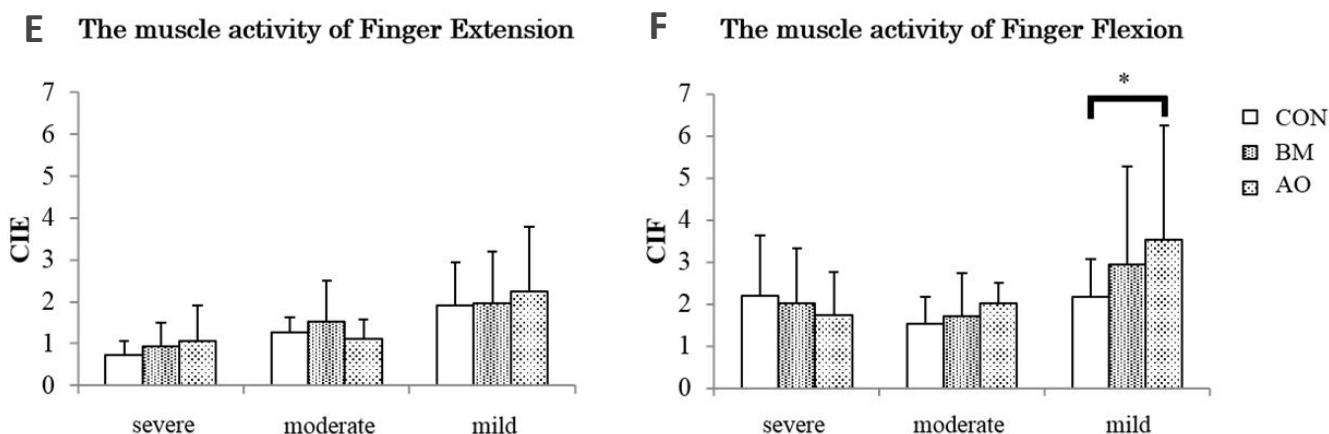 E The muscle activity of Finger Extension
CIE
7
6
5
4
3
2
1
0
severe moderate mild
F The muscle activity of Finger Flexion
CIF
7
6
5
4
3
2
1
0
*
severe moderate mild
CON
BM
AO